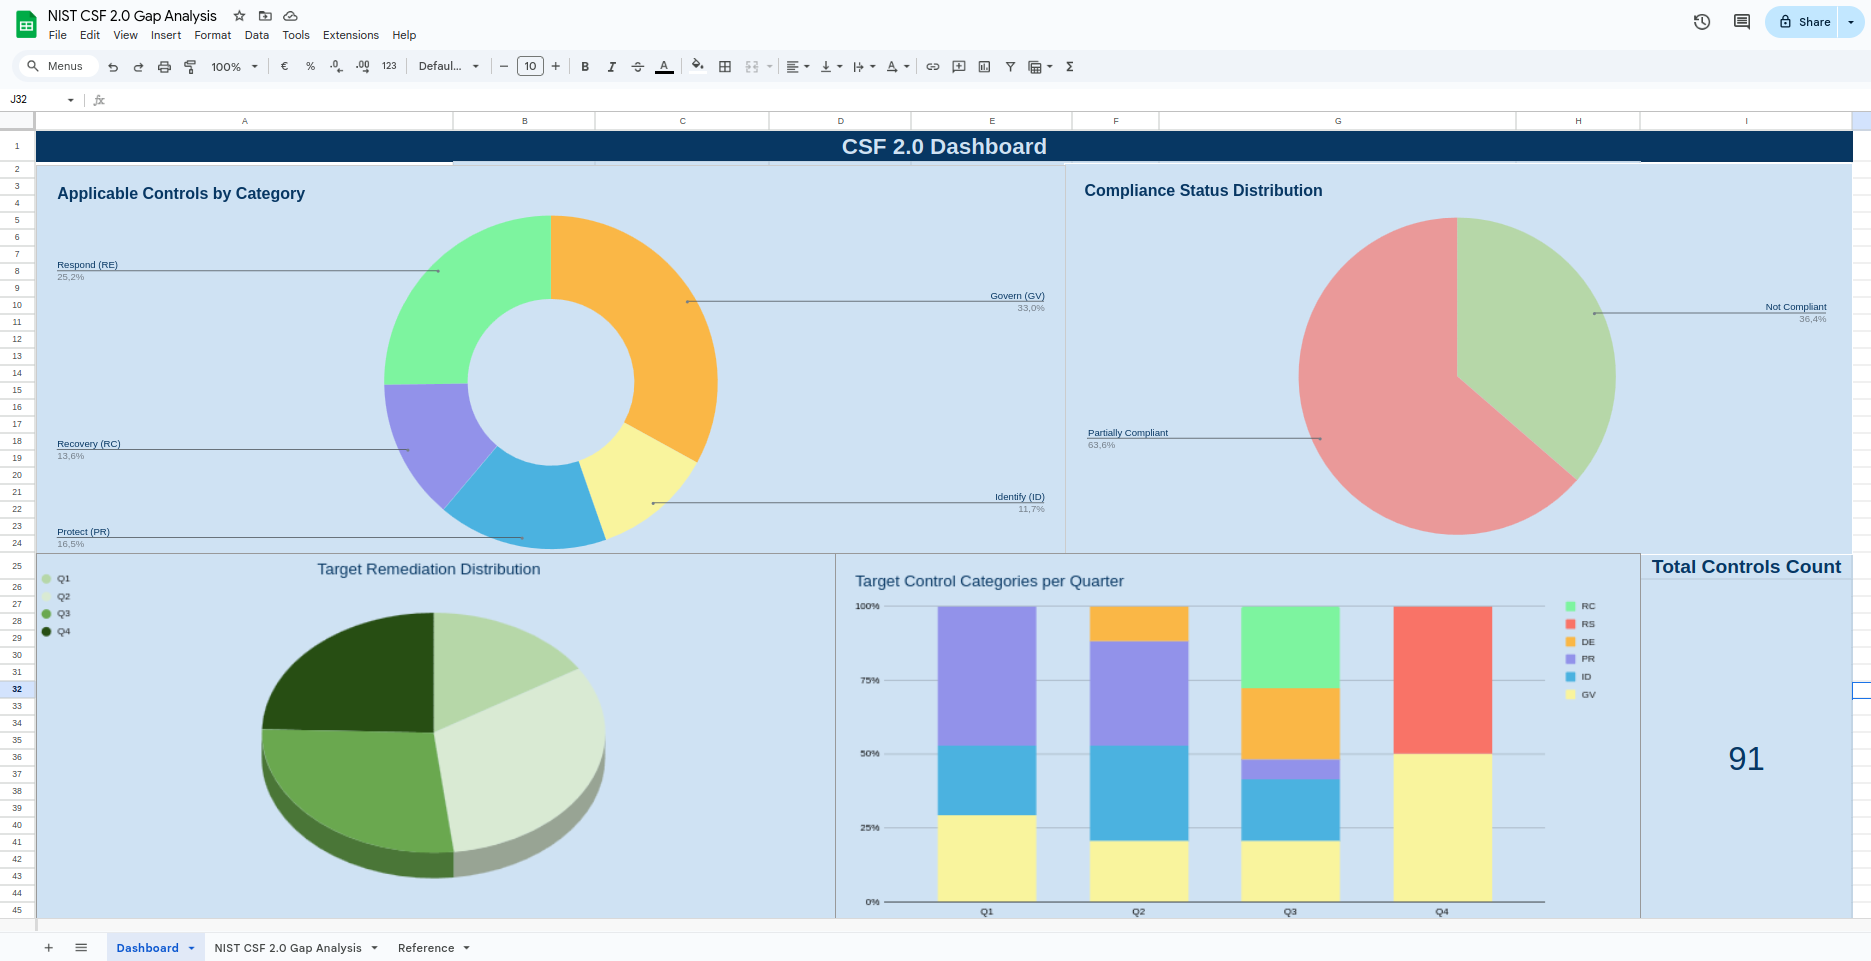 NIST CSF 2.0 Gap Analysis
File Edit View Insert Format Data Tools Extensions Help
Share
Menus 100% € % .0 .00 123 Defaul... 10 B I A Σ
J32 fx
A B C D E F G H I
1
2
3
4
5
6
7
8
9
10
11
12
13
14
15
16
17
18
19
20
21
22
23
24
25
26
27
28
29
30
31
32
33
34
35
36
37
38
39
40
41
42
43
44
45
CSF 2.0 Dashboard
Applicable Controls by Category
Respond (RE)
25,2%
Govern (GV)
33,0%
Recovery (RC)
13,6%
Identify (ID)
11,7%
Protect (PR)
16,5%
Compliance Status Distribution
Not Compliant
36,4%
Partially Compliant
63,6%
Target Remediation Distribution
Q1
Q2
Q3
Q4
Target Control Categories per Quarter
100%
75%
50%
25%
0%
Q1 Q2 Q3 Q4
RC
RS
DE
PR
ID
GV
Total Controls Count
91
Dashboard NIST CSF 2.0 Gap Analysis Reference